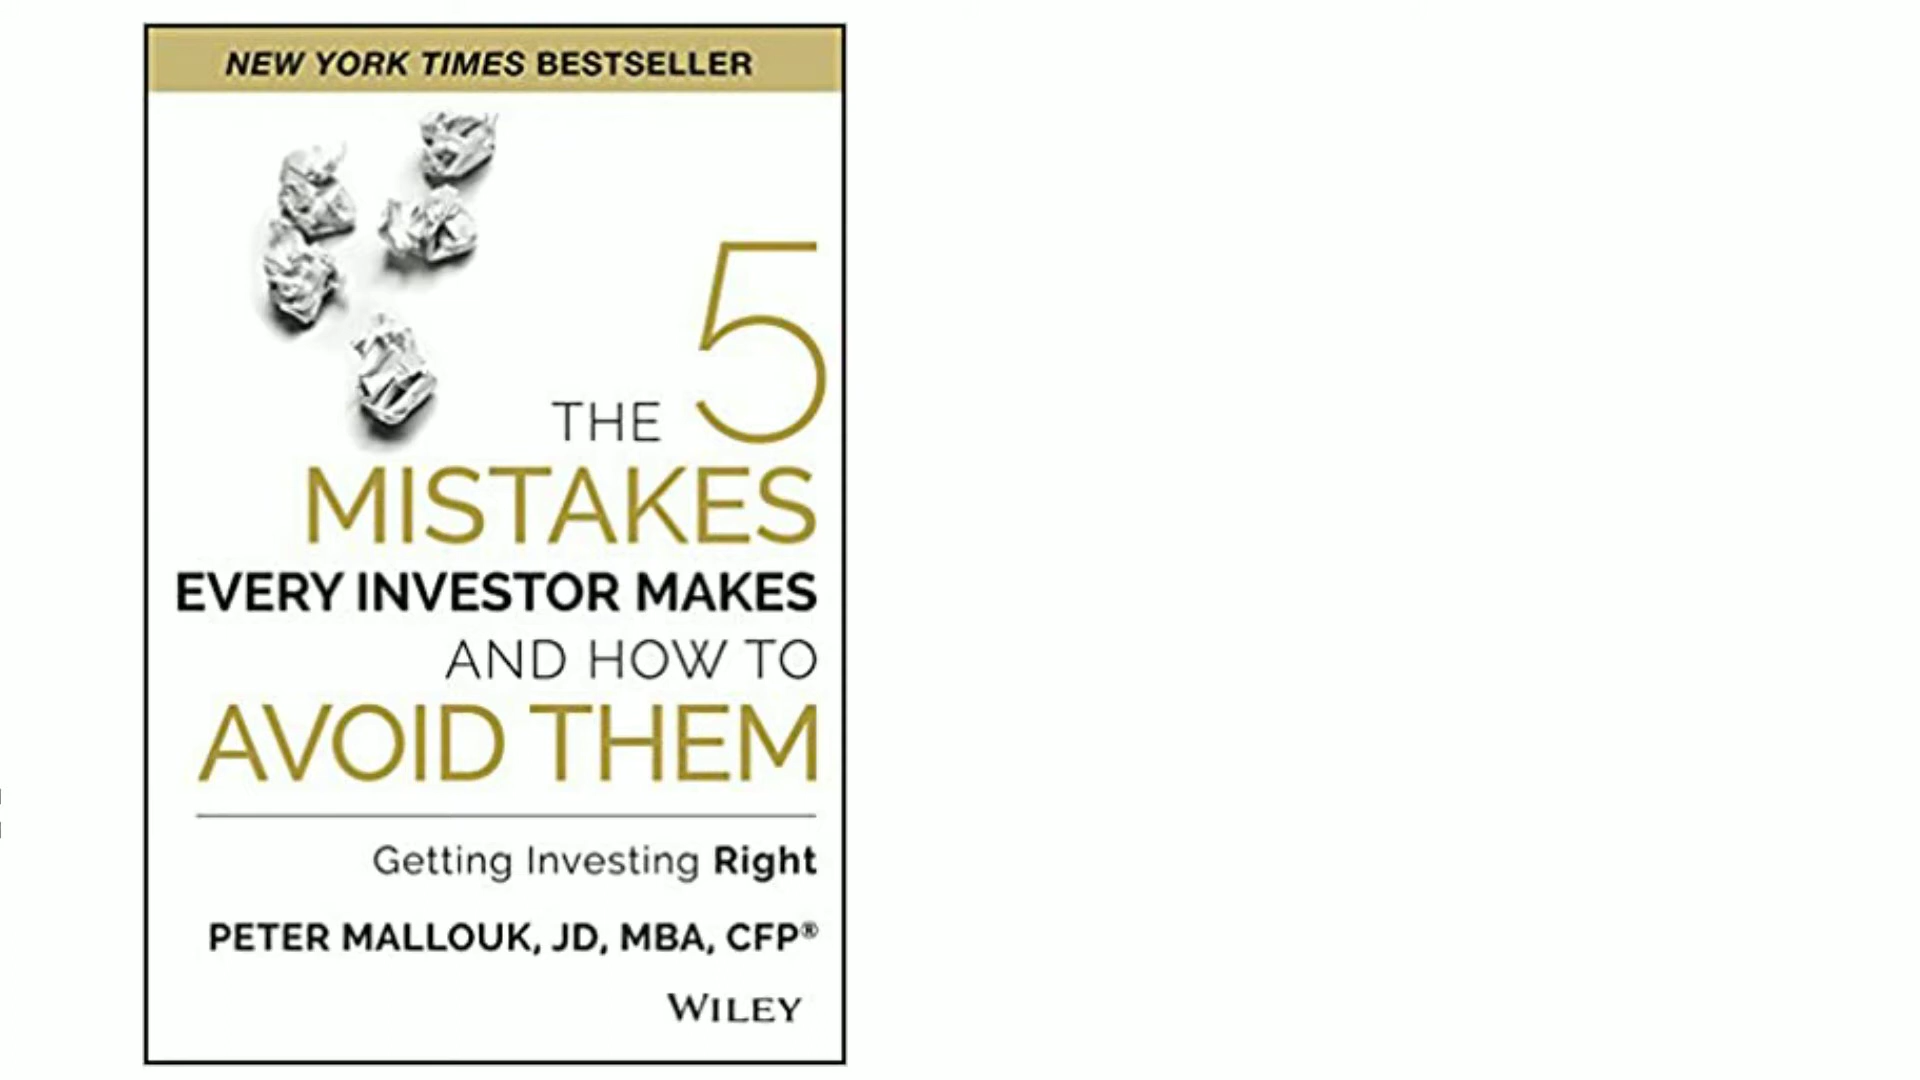 NEW YORK TIMES BESTSELLER
THE 5
MISTAKES
EVERY INVESTOR MAKES
AND HOW TO
AVOID THEM
Getting Investing Right
PETER MALLOUK, JD, MBA, CFP®
WILEY